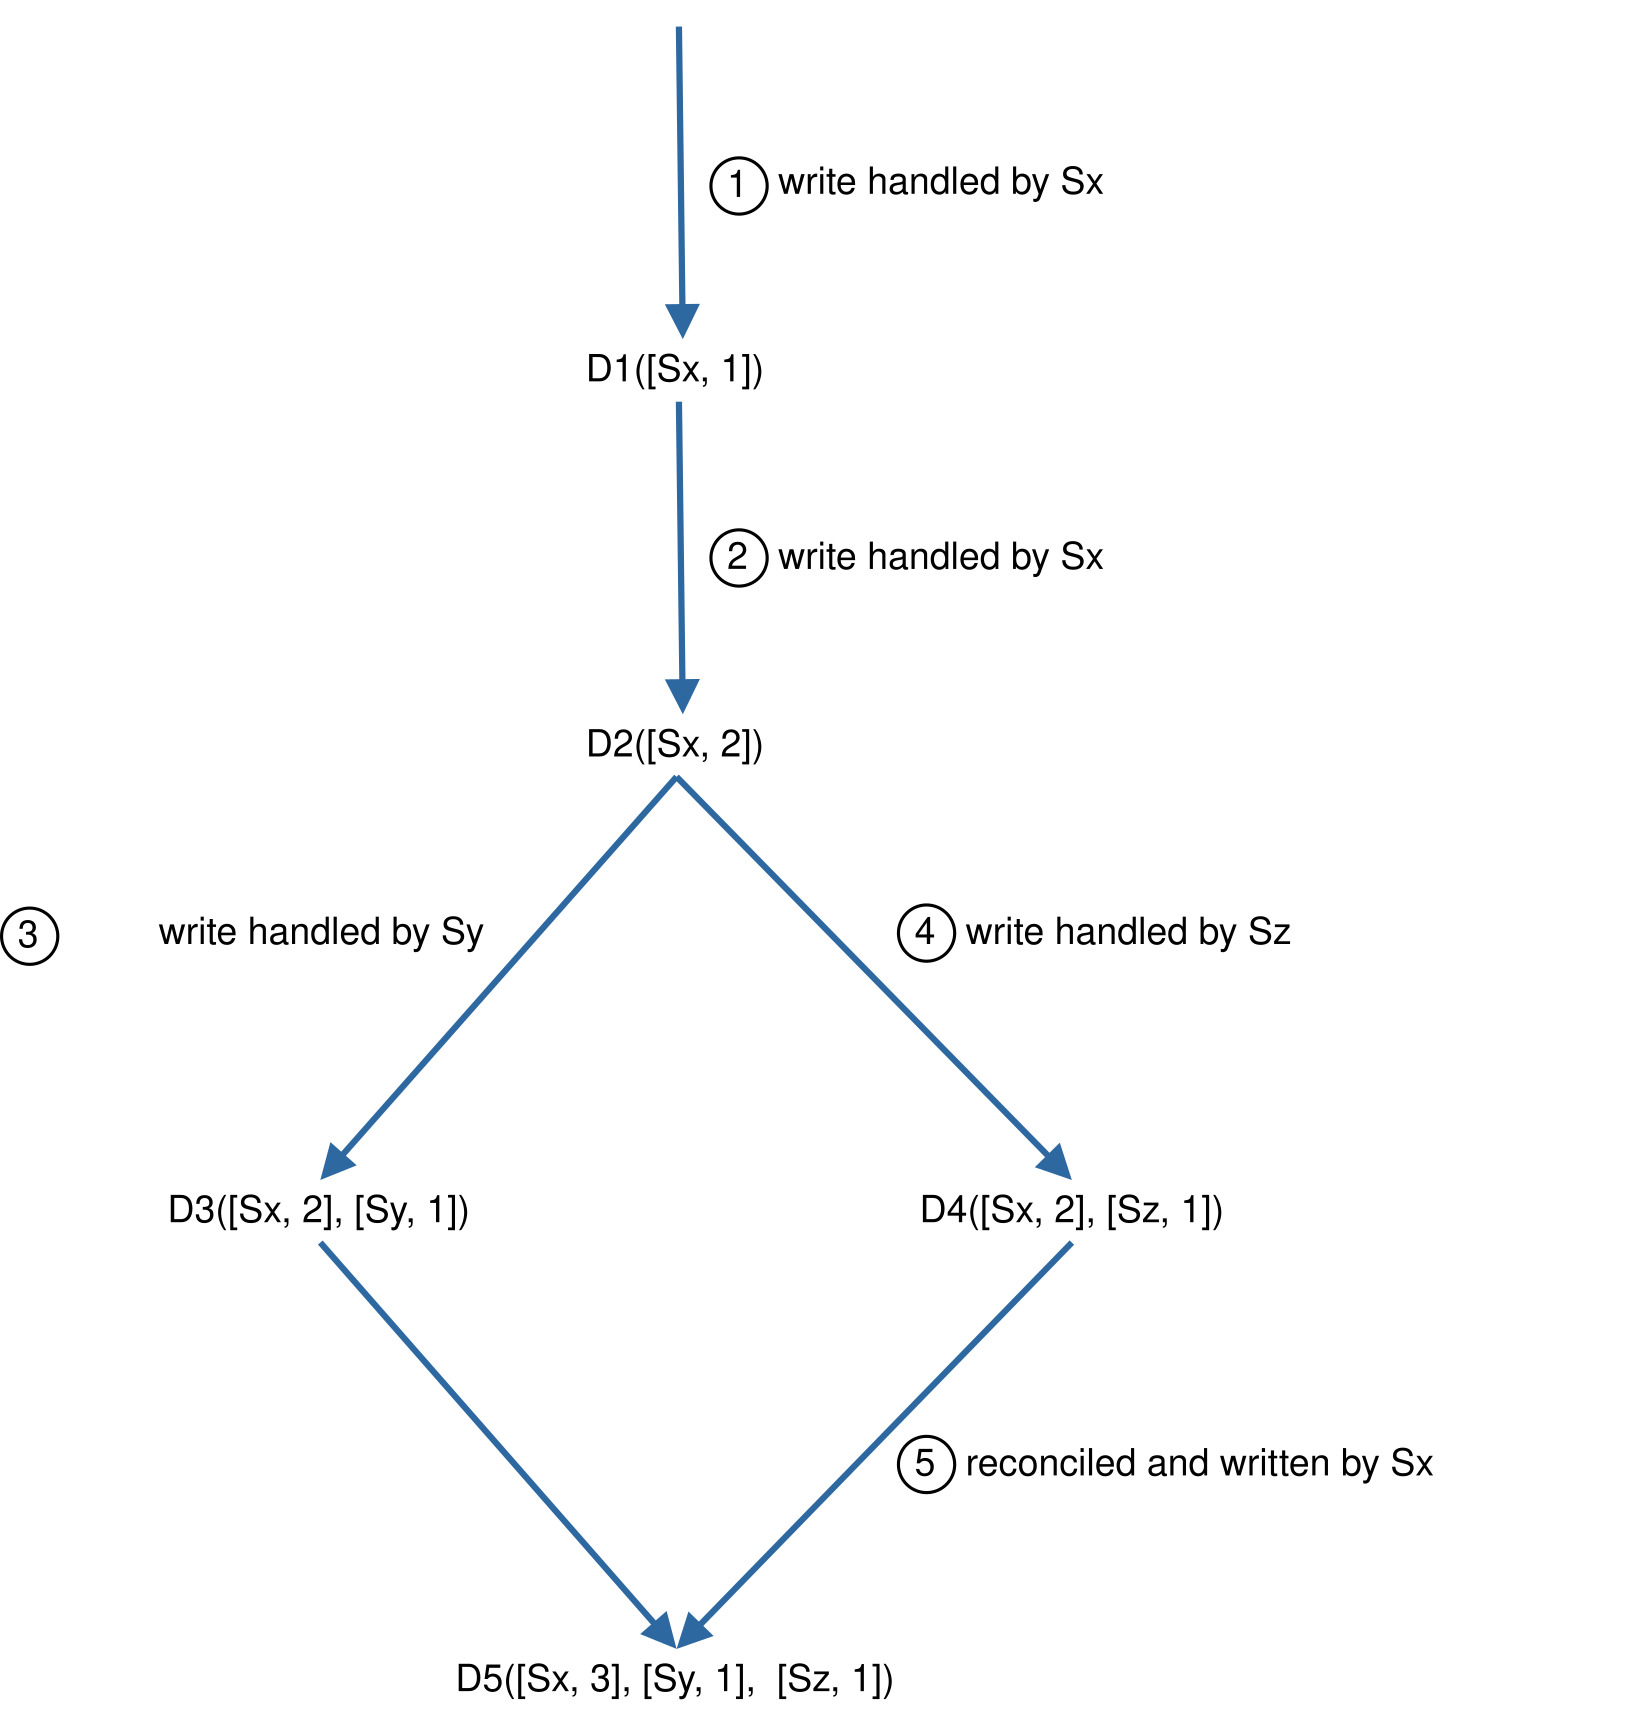 1 write handled by Sx
D1([Sx, 1])
2 write handled by Sx
D2([Sx, 2])
3 write handled by Sy
4 write handled by Sz
D3([Sx, 2], [Sy, 1])
D4([Sx, 2], [Sz, 1])
5 reconciled and written by Sx
D5([Sx, 3], [Sy, 1], [Sz, 1])